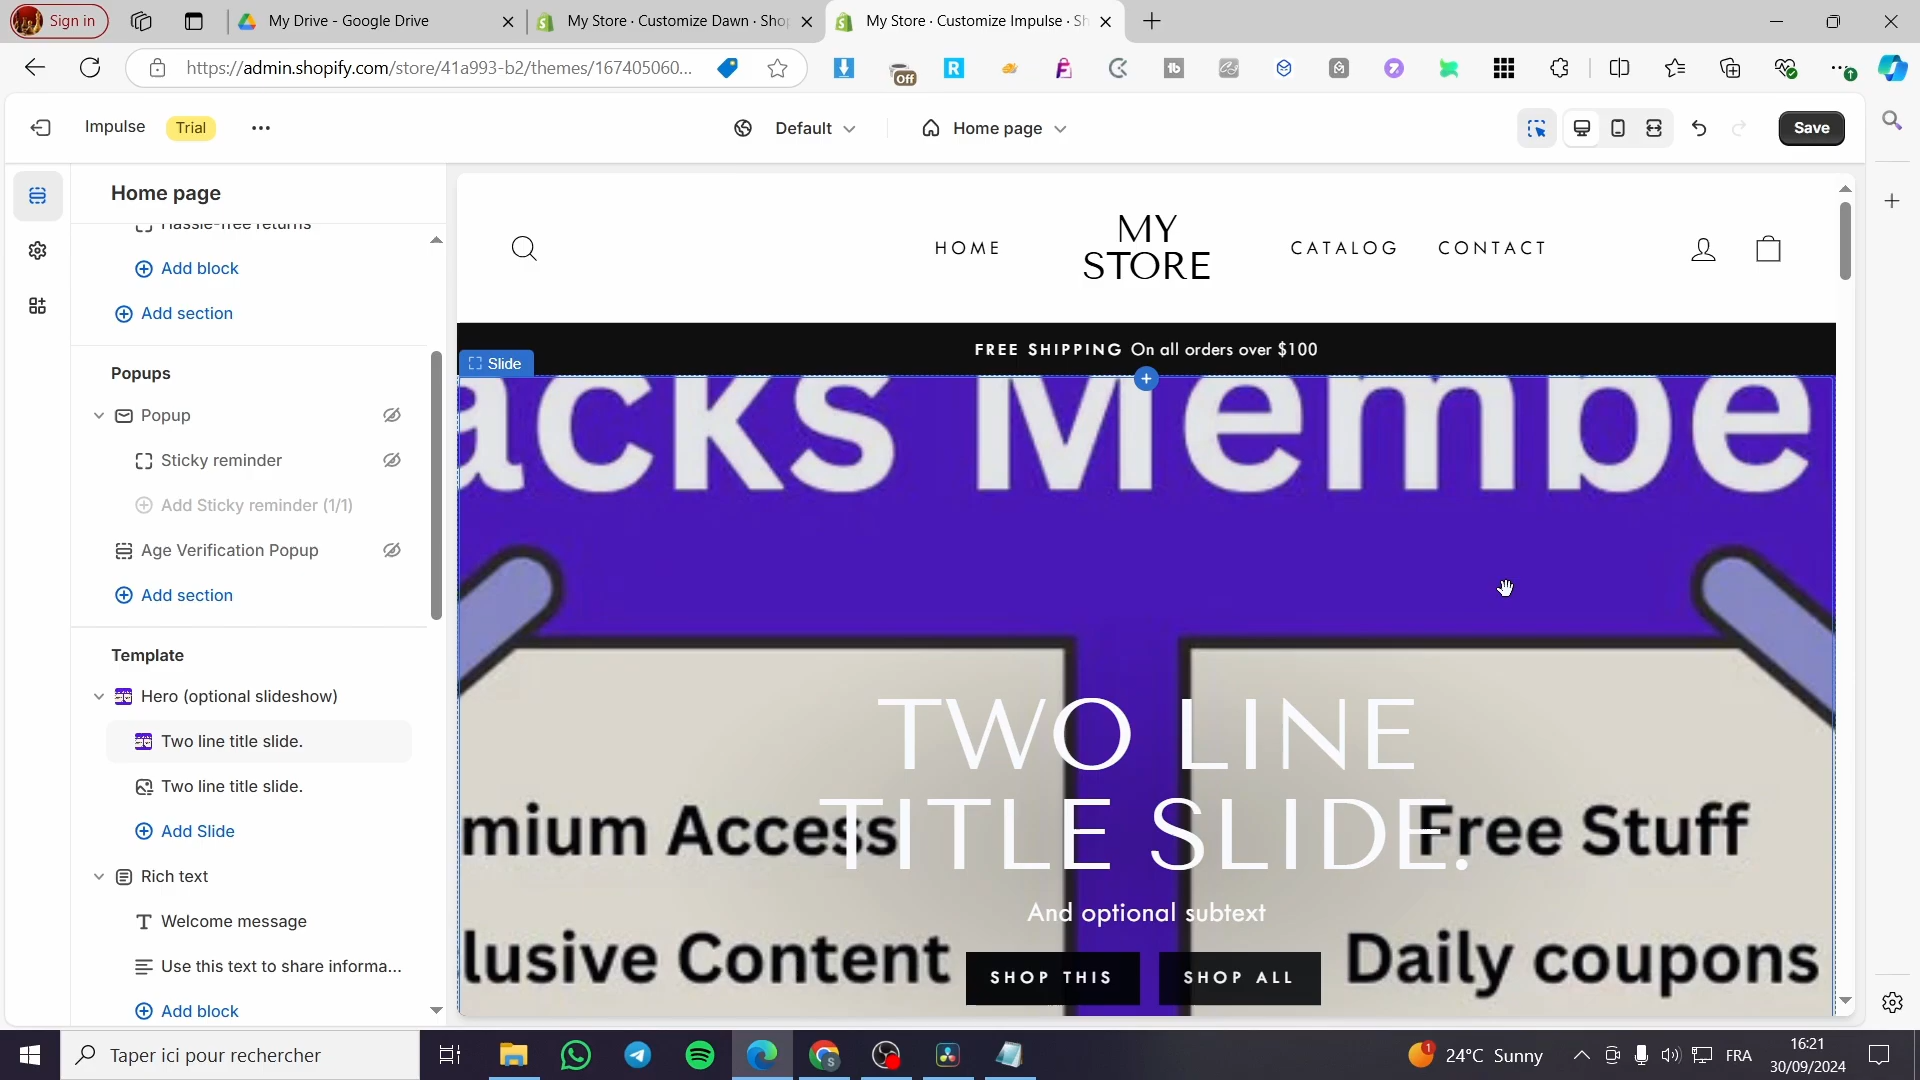 Sign in
My Drive - Google Drive
My Store · Customize Dawn · Sho
My Store · Customize Impulse · Sh
https://admin.shopify.com/store/41a993-b2/themes/167405060...
Off
R
Impulse
Trial
Default
Home page
Save
Home page
Hassle-free returns
Add block
Add section
Popups
Popup
Sticky reminder
Add Sticky reminder (1/1)
Age Verification Popup
Add section
Template
Hero (optional slideshow)
Two line title slide.
Two line title slide.
Add Slide
Rich text
Welcome message
Use this text to share informa...
Add block
HOME
MY
STORE
CATALOG
CONTACT
FREE SHIPPING On all orders over $100
Slide
acks Membe
TWO LINE
TITLE SLIDE.
mium Access
Free Stuff
And optional subtext
lusive Content
Daily coupons
SHOP THIS
SHOP ALL
Taper ici pour rechercher
1
24°C Sunny
FRA
16:21
30/09/2024